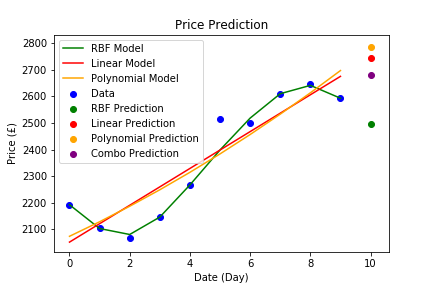 Price Prediction
Price (£)
2800
2700
2600
2500
2400
2300
2200
2100
RBF Model
Linear Model
Polynomial Model
Data
RBF Prediction
Linear Prediction
Polynomial Prediction
Combo Prediction
0 2 4 6 8 10
Date (Day)